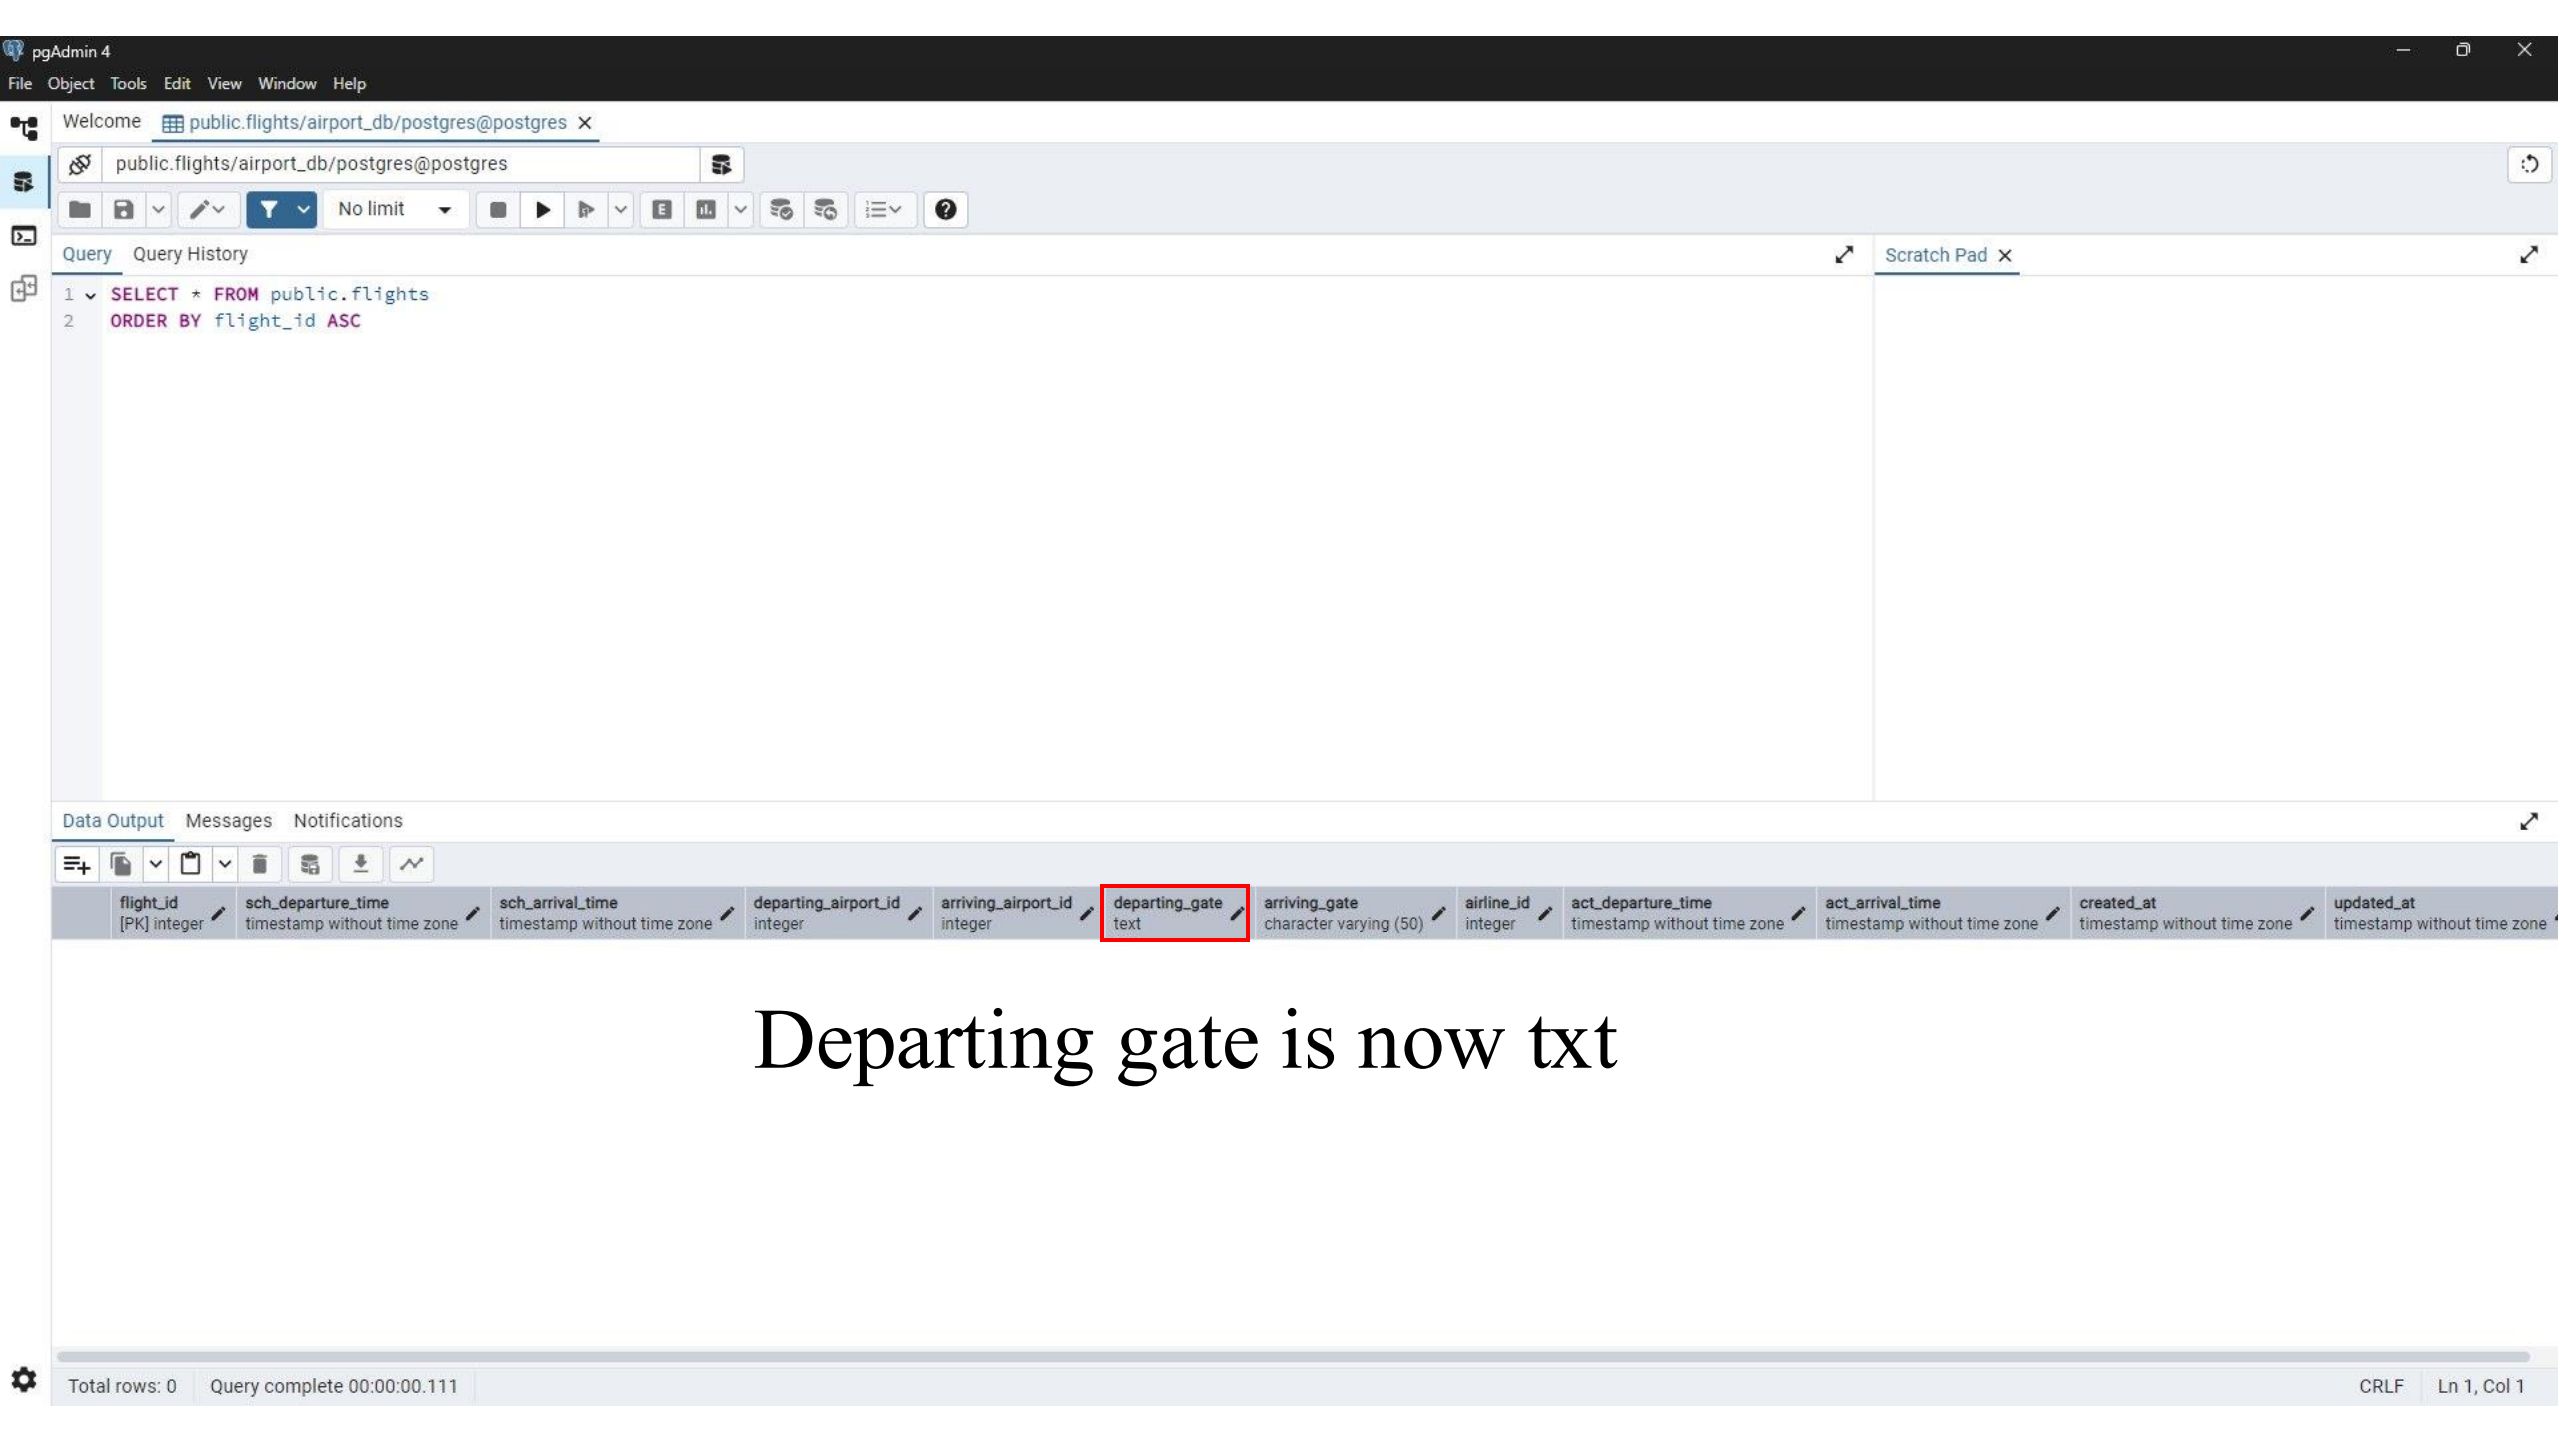 pgAdmin 4
File Object Tools Edit View Window Help
Welcome public.flights/airport_db/postgres@postgres
public.flights/airport_db/postgres@postgres
No limit
Query Query History
Scratch Pad
1 SELECT * FROM public.flights
2 ORDER BY flight_id ASC
Data Output Messages Notifications
flight_id sch_departure_time sch_arrival_time departing_airport_id arriving_airport_id departing_gate arriving_gate airline_id act_departure_time act_arrival_time created_at updated_at
[PK] integer timestamp without time zone timestamp without time zone integer integer text character varying (50) integer timestamp without time zone timestamp without time zone timestamp without time zone timestamp without time zone
Departing gate is now txt
Total rows: 0 Query complete 00:00:00.111 CRLF Ln 1, Col 1